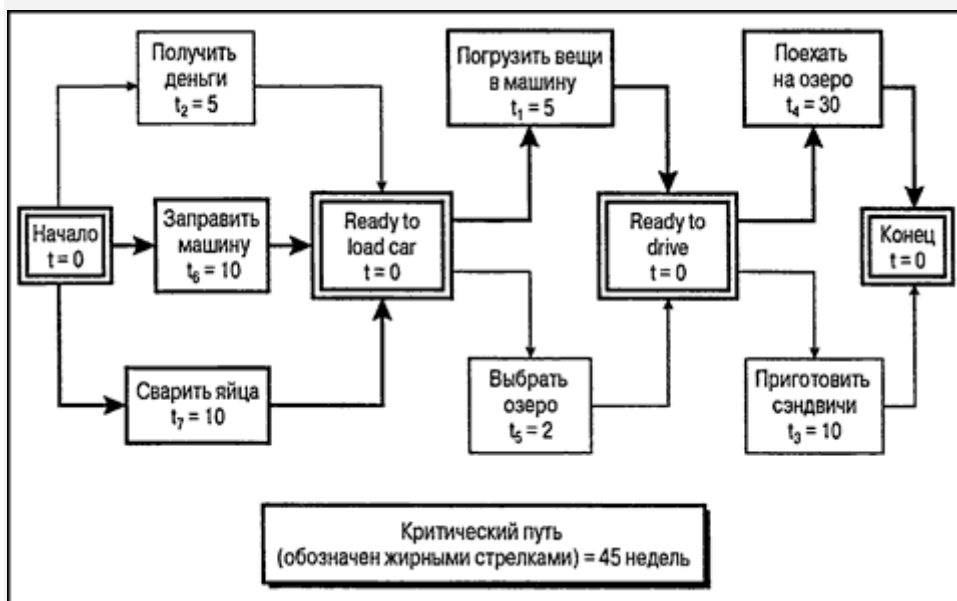 Получить
деньги
t₂ = 5
Погрузить вещи
в машину
t₁ = 5
Поехать
на озеро
t₄ = 30
Начало
t = 0
Заправить
машину
t₆ = 10
Ready to
load car
t = 0
Ready to
drive
t = 0
Конец
t = 0
Сварить яйца
t₇ = 10
Выбрать
озеро
t₅ = 2
Приготовить
сэндвичи
t₃ = 10
Критический путь
(обозначен жирными стрелками) = 45 недель